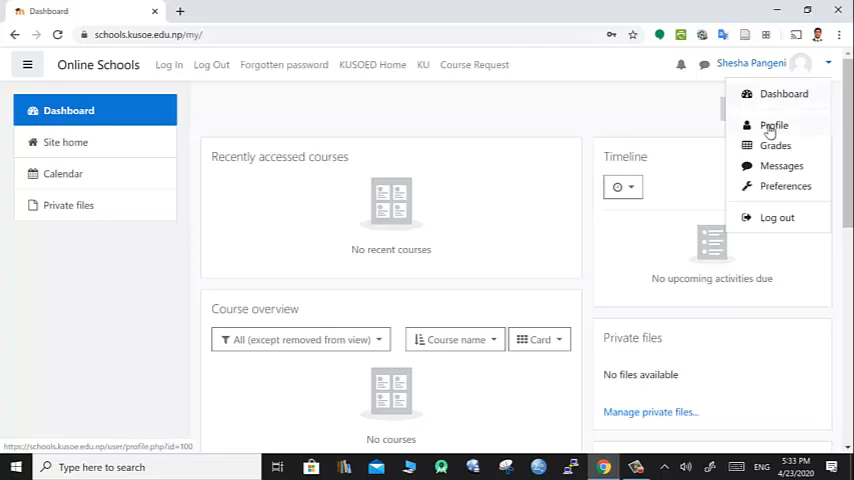 Dashboard
schools.kusoe.edu.np/my/
Online Schools Log In Log Out Forgotten password KUSOED Home KU Course Request Shesha Pangeni
Dashboard
Site home
Calendar
Private files
Dashboard
Profile
Grades
Messages
Preferences
Log out
Recently accessed courses
No recent courses
Timeline
No upcoming activities due
Course overview
All (except removed from view) Course name Card
No courses
Private files
No files available
Manage private files...
https://schools.kusoe.edu.np/user/profile.php?id=100
Type here to search
ENG
5:33 PM
4/23/2020